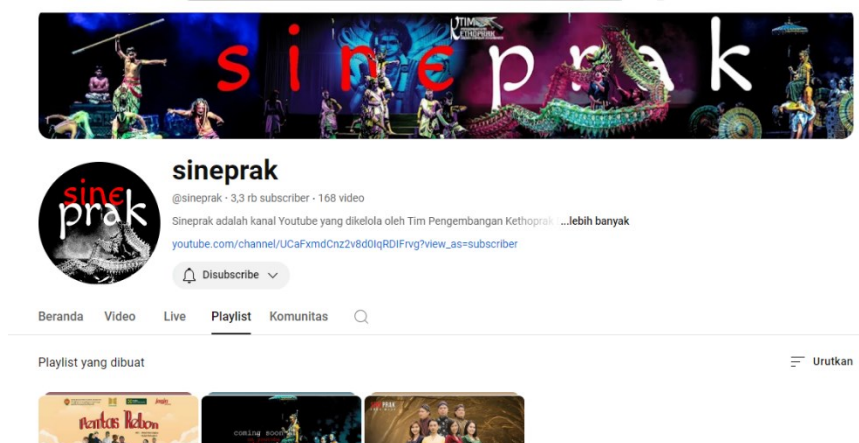 TIM
KETHOPRAK
sineprak
sine
prak
sineprak
@sineprak · 3,3 rb subscriber · 168 video
Sineprak adalah kanal Youtube yang dikelola oleh Tim Pengembangan Kethoprak ...lebih banyak
youtube.com/channel/UCaFxmdCnz2v8d0IqRDIFrvg?view_as=subscriber
Disubscribe
Beranda Video Live Playlist Komunitas
Playlist yang dibuat Urutkan
Pentas Rebon
coming soon